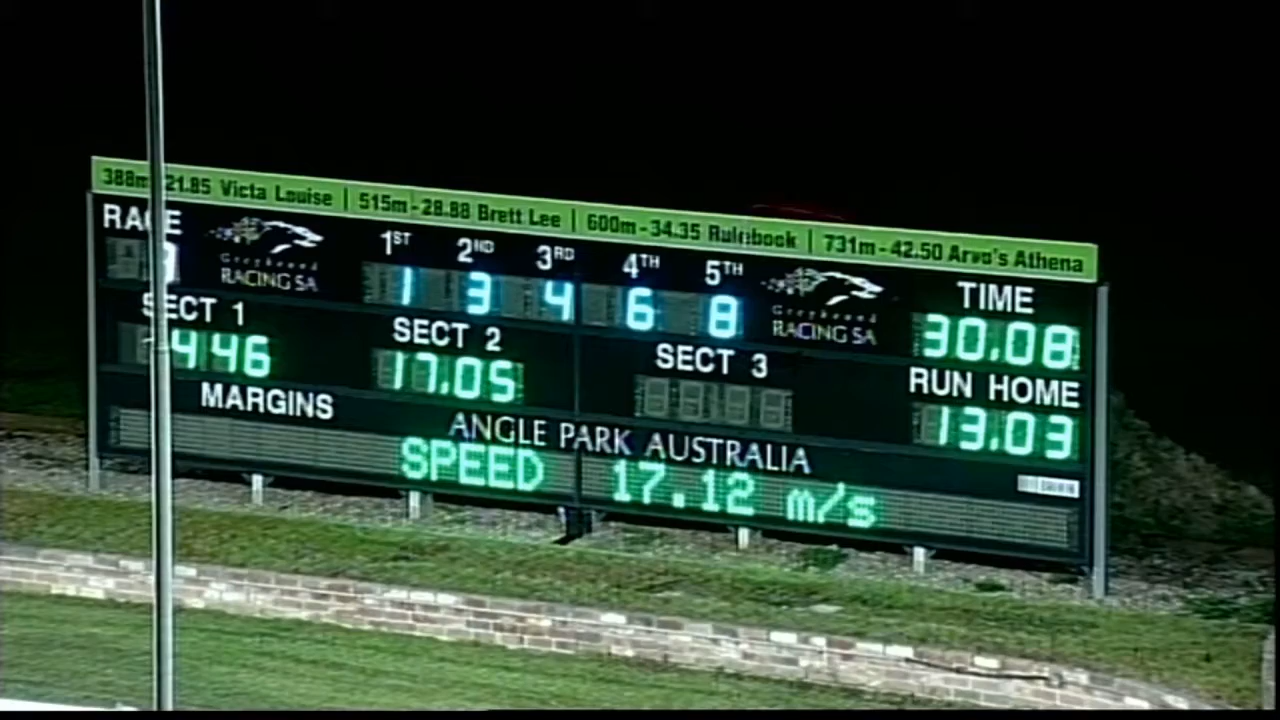 388m-21.85 Victa Louise | 515m-28.88 Brett Lee | 600m-34.35 Rulebook | 731m-42.50 Arvo's Athena
RACE
Greyhound
RACING SA
1ST 2ND 3RD 4TH 5TH
1 3 4 6 8
Greyhound
RACING SA
TIME
30.08
SECT 1
4.46
SECT 2
17.05
SECT 3
RUN HOME
13.03
MARGINS
ANGLE PARK AUSTRALIA
SPEED 17.12 m/s